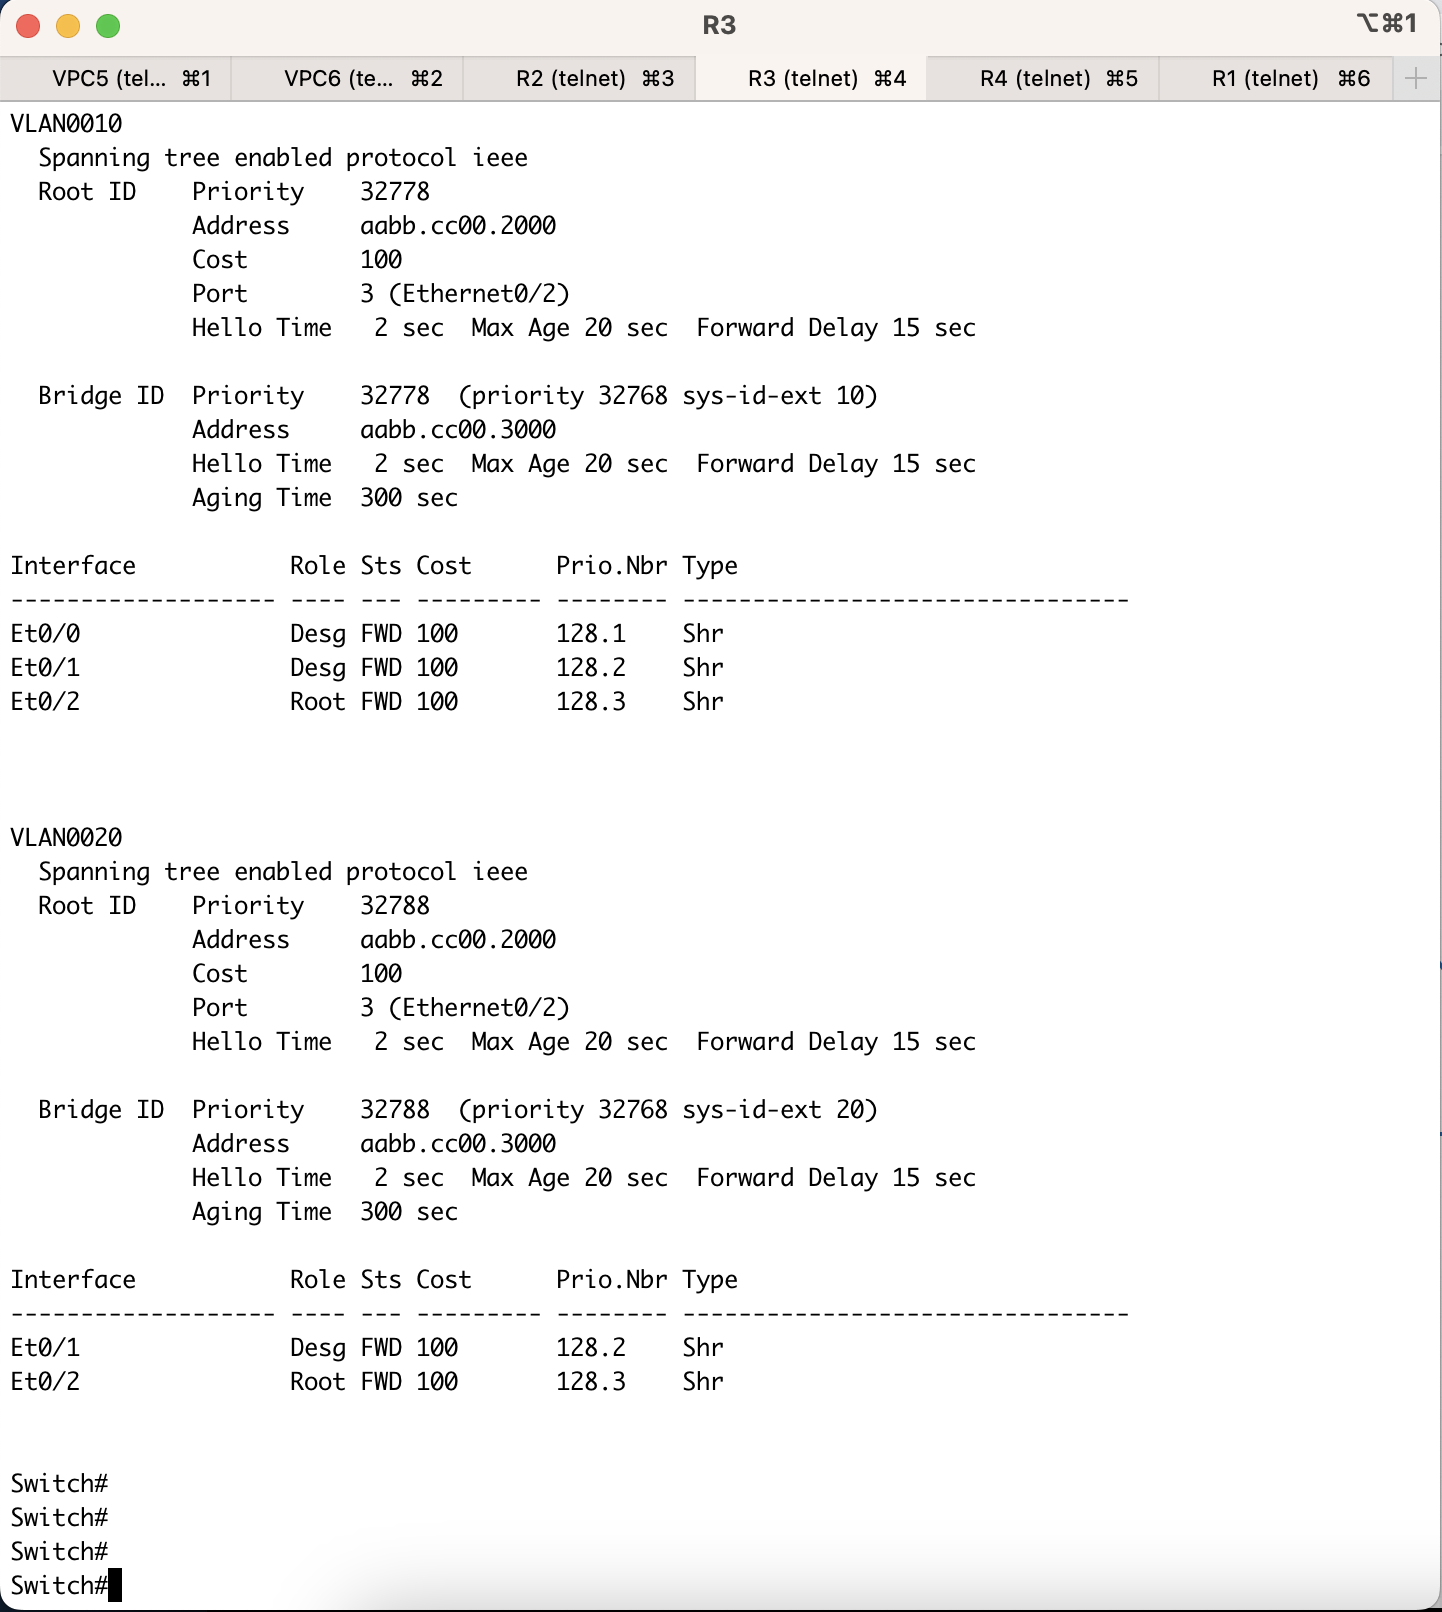 R3
⌥⌘1
VPC5 (tel... ⌘1 VPC6 (te... ⌘2 R2 (telnet) ⌘3 R3 (telnet) ⌘4 R4 (telnet) ⌘5 R1 (telnet) ⌘6 +
VLAN0010
  Spanning tree enabled protocol ieee
  Root ID    Priority    32778
             Address     aabb.cc00.2000
             Cost        100
             Port        3 (Ethernet0/2)
             Hello Time   2 sec  Max Age 20 sec  Forward Delay 15 sec

  Bridge ID  Priority    32778  (priority 32768 sys-id-ext 10)
             Address     aabb.cc00.3000
             Hello Time   2 sec  Max Age 20 sec  Forward Delay 15 sec
             Aging Time  300 sec

Interface           Role Sts Cost      Prio.Nbr Type
------------------- ---- --- --------- -------- --------------------------------
Et0/0               Desg FWD 100       128.1    Shr
Et0/1               Desg FWD 100       128.2    Shr
Et0/2               Root FWD 100       128.3    Shr

VLAN0020
  Spanning tree enabled protocol ieee
  Root ID    Priority    32788
             Address     aabb.cc00.2000
             Cost        100
             Port        3 (Ethernet0/2)
             Hello Time   2 sec  Max Age 20 sec  Forward Delay 15 sec

  Bridge ID  Priority    32788  (priority 32768 sys-id-ext 20)
             Address     aabb.cc00.3000
             Hello Time   2 sec  Max Age 20 sec  Forward Delay 15 sec
             Aging Time  300 sec

Interface           Role Sts Cost      Prio.Nbr Type
------------------- ---- --- --------- -------- --------------------------------
Et0/1               Desg FWD 100       128.2    Shr
Et0/2               Root FWD 100       128.3    Shr

Switch#
Switch#
Switch#
Switch#